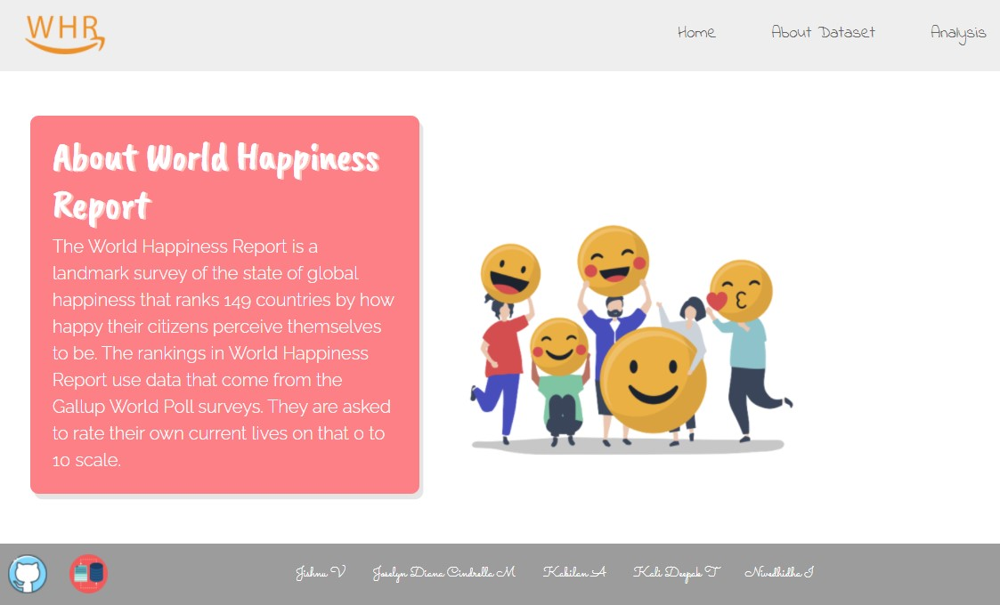 WHR
Home About Dataset Analysis
About World Happiness
Report
The World Happiness Report is a
landmark survey of the state of global
happiness that ranks 149 countries by how
happy their citizens perceive themselves
to be. The rankings in World Happiness
Report use data that come from the
Gallup World Poll surveys. They are asked
to rate their own current lives on that 0 to
10 scale.
Jishnu V Joselyn Diana Cindrella M Kabilan A Kali Deepak T Nivedhidha I